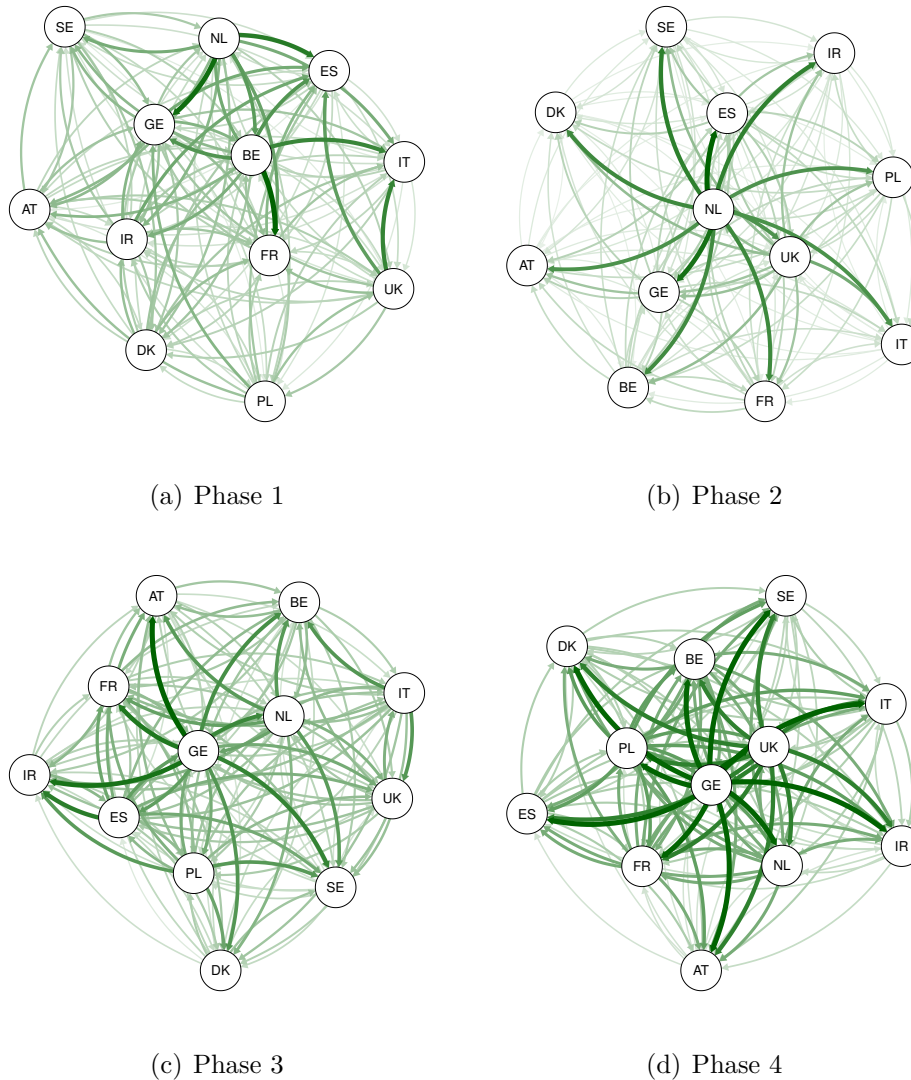 SE
NL
ES
GE
BE
IT
AT
IR
FR
UK
DK
PL
(a) Phase 1
SE
IR
DK
ES
PL
NL
AT
UK
GE
IT
BE
FR
(b) Phase 2
AT
BE
FR
IT
NL
GE
IR
UK
ES
PL
SE
DK
(c) Phase 3
SE
DK
BE
IT
PL
UK
GE
ES
IR
FR
NL
AT
(d) Phase 4